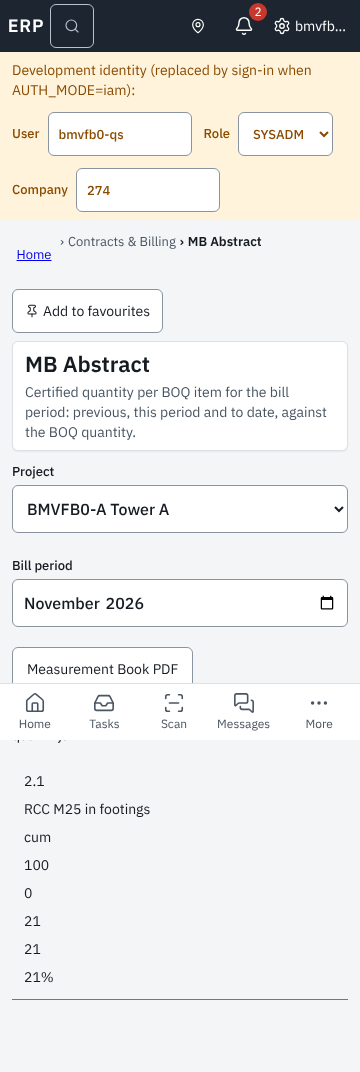 ERP
2
bmvfb...
Development identity (replaced by sign-in when
AUTH_MODE=iam):
User
bmvfb0-qs
Role
SYSADM
Company
274
Home
› Contracts & Billing › MB Abstract
Add to favourites
MB Abstract
Certified quantity per BOQ item for the bill
period: previous, this period and to date, against
the BOQ quantity.
Project
BMVFB0-A Tower A
Bill period
November 2026
Measurement Book PDF
Home
Tasks
Scan
Messages
More
2.1
RCC M25 in footings
cum
100
0
21
21
21%